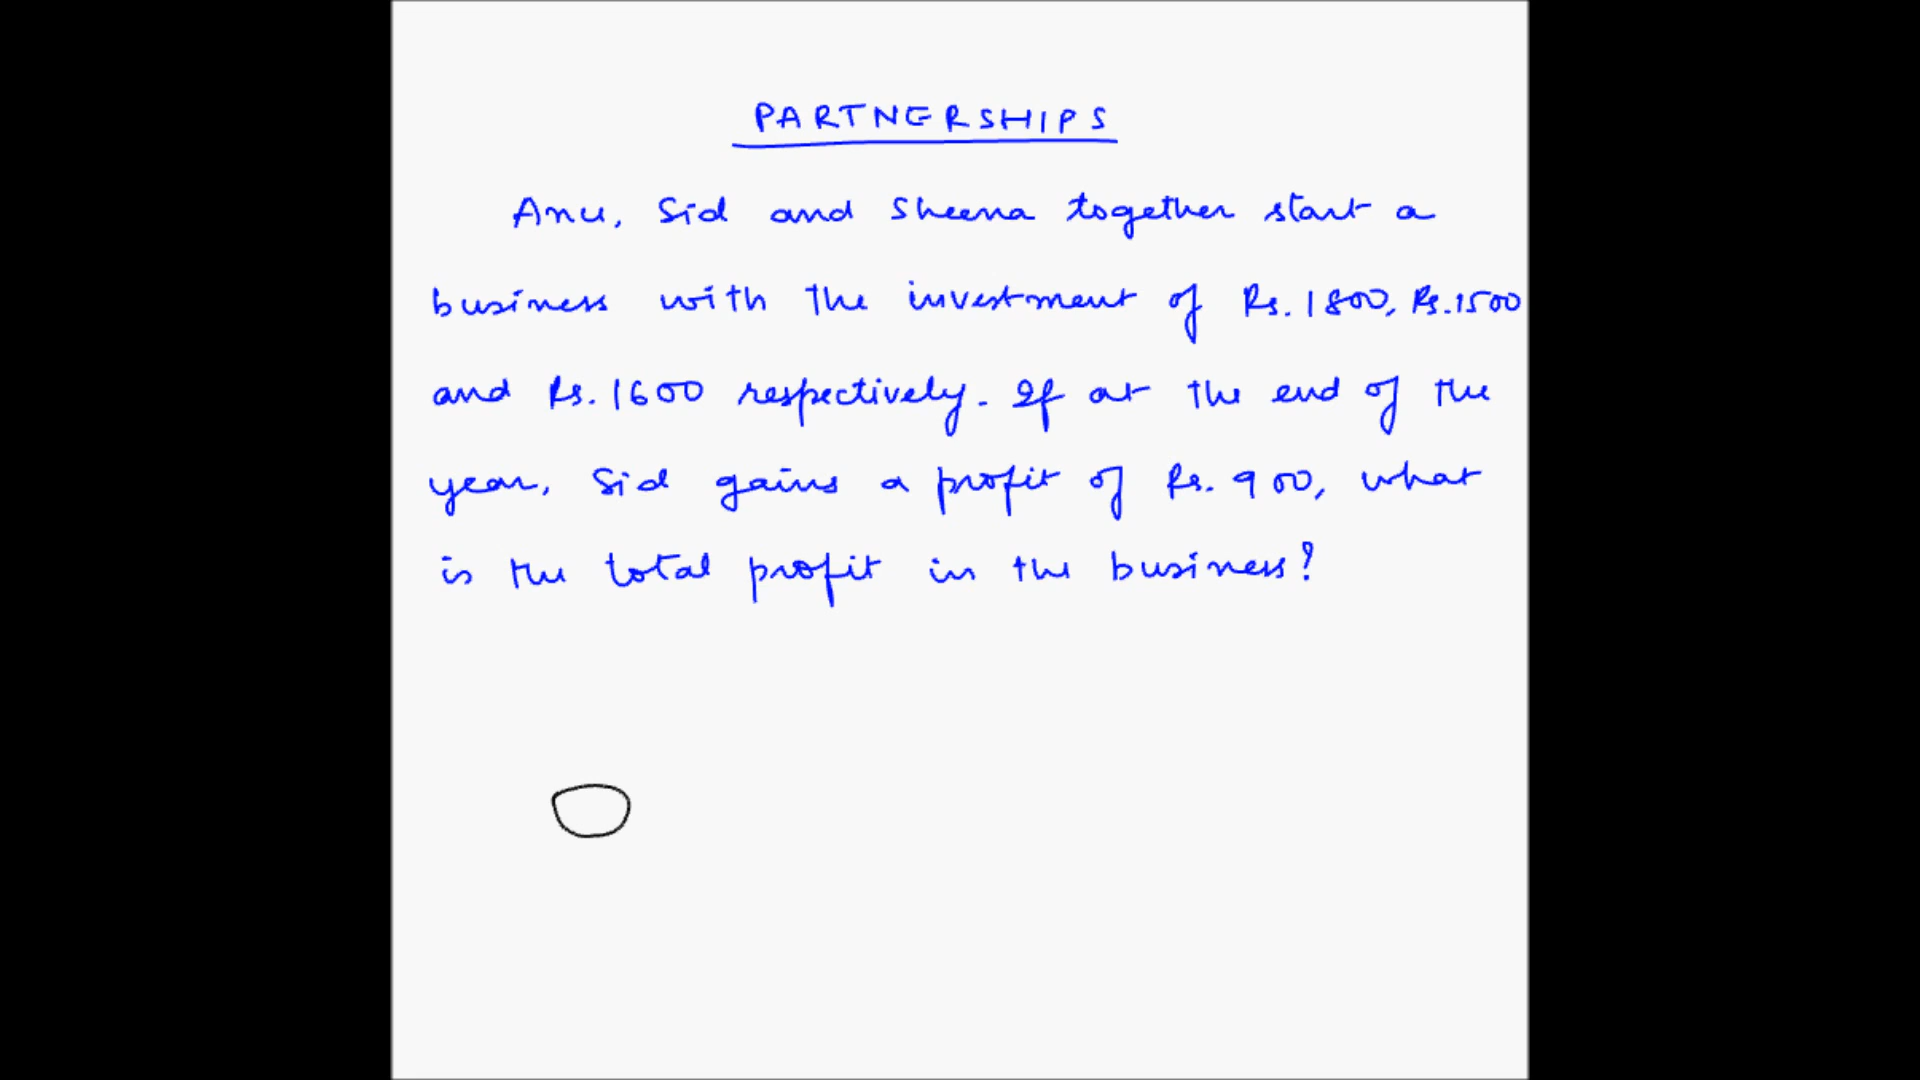 PARTNERSHIPS
Anu, Sid and Sheena together start a
business with the investment of Rs. 1800, Rs. 1500
and Rs. 1600 respectively. If at the end of the
year, Sid gains a profit of Rs. 900, what
is the total profit in the business?